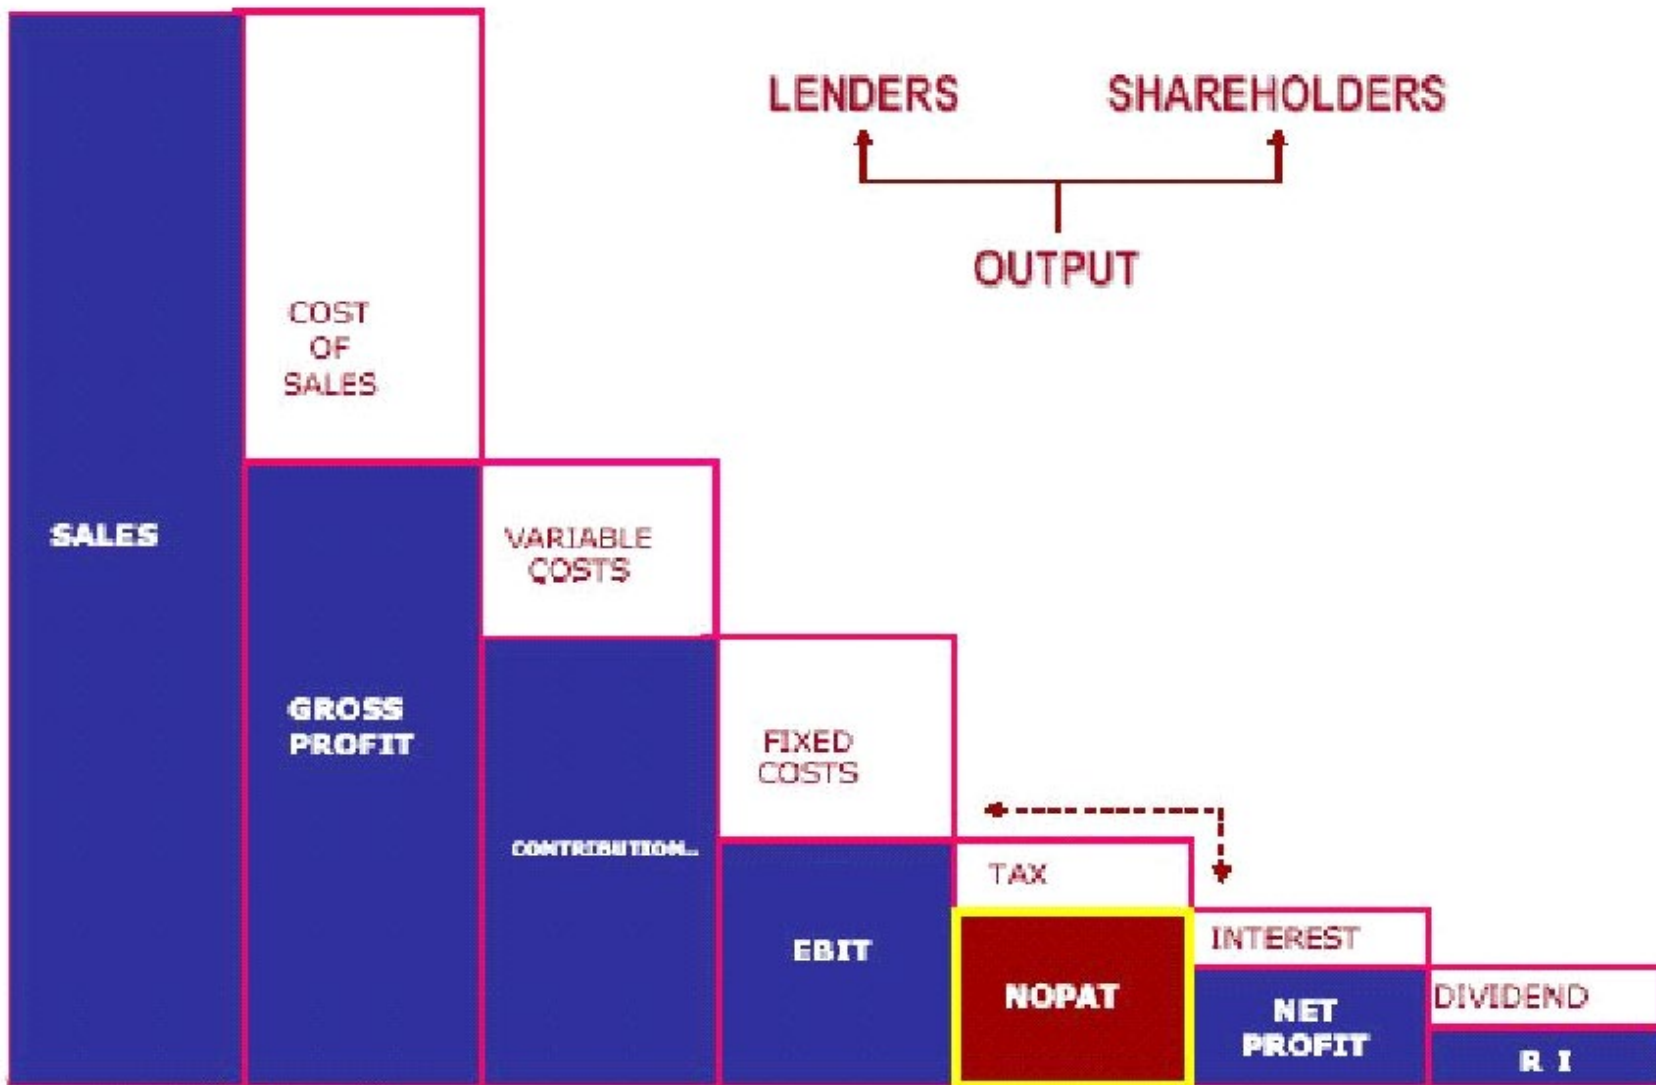 LENDERS
SHAREHOLDERS
OUTPUT
COST
OF
SALES
SALES
VARIABLE
COSTS
GROSS
PROFIT
FIXED
COSTS
CONTRIBUTION..
TAX
EBIT
INTEREST
NOPAT
NET
PROFIT
DIVIDEND
R I